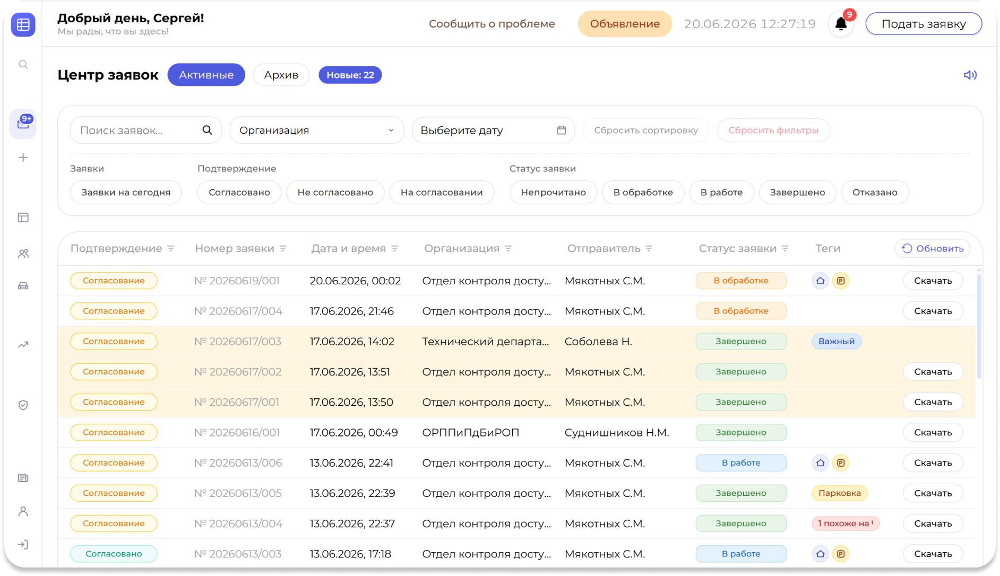 Добрый день, Сергей!
Мы рады, что вы здесь!
Сообщить о проблеме
Объявление
20.06.2026 12:27:19
9
Подать заявку
Центр заявок
Активные
Архив
Новые: 22
9+
Поиск заявок...
Организация
Выберите дату
Сбросить сортировку
Сбросить фильтры
Заявки
Подтверждение
Статус заявки
Заявки на сегодня
Согласовано
Не согласовано
На согласовании
Непрочитано
В обработке
В работе
Завершено
Отказано
Подтверждение
Номер заявки
Дата и время
Организация
Отправитель
Статус заявки
Теги
Обновить
Согласование № 20260619/001 20.06.2026, 00:02 Отдел контроля досту... Мякотных С.М. В обработке P Скачать
Согласование № 20260617/004 17.06.2026, 21:46 Отдел контроля досту... Мякотных С.М. В обработке Скачать
Согласование № 20260617/003 17.06.2026, 14:02 Технический департа... Соболева Н. Завершено Важный
Согласование № 20260617/002 17.06.2026, 13:51 Отдел контроля досту... Мякотных С.М. Завершено Скачать
Согласование № 20260617/001 17.06.2026, 13:50 Отдел контроля досту... Мякотных С.М. Завершено Скачать
Согласование № 20260616/001 17.06.2026, 00:49 ОРППиПдБиРОП Суднишников Н.М. Завершено Скачать
Согласование № 20260613/006 13.06.2026, 22:41 Отдел контроля досту... Мякотных С.М. В работе P Скачать
Согласование № 20260613/005 13.06.2026, 22:39 Отдел контроля досту... Мякотных С.М. Завершено Парковка Скачать
Согласование № 20260613/004 13.06.2026, 22:37 Отдел контроля досту... Мякотных С.М. Завершено 1 похоже на Скачать
Согласовано № 20260613/003 13.06.2026, 17:18 Отдел контроля досту... Мякотных С.М. В работе P Скачать